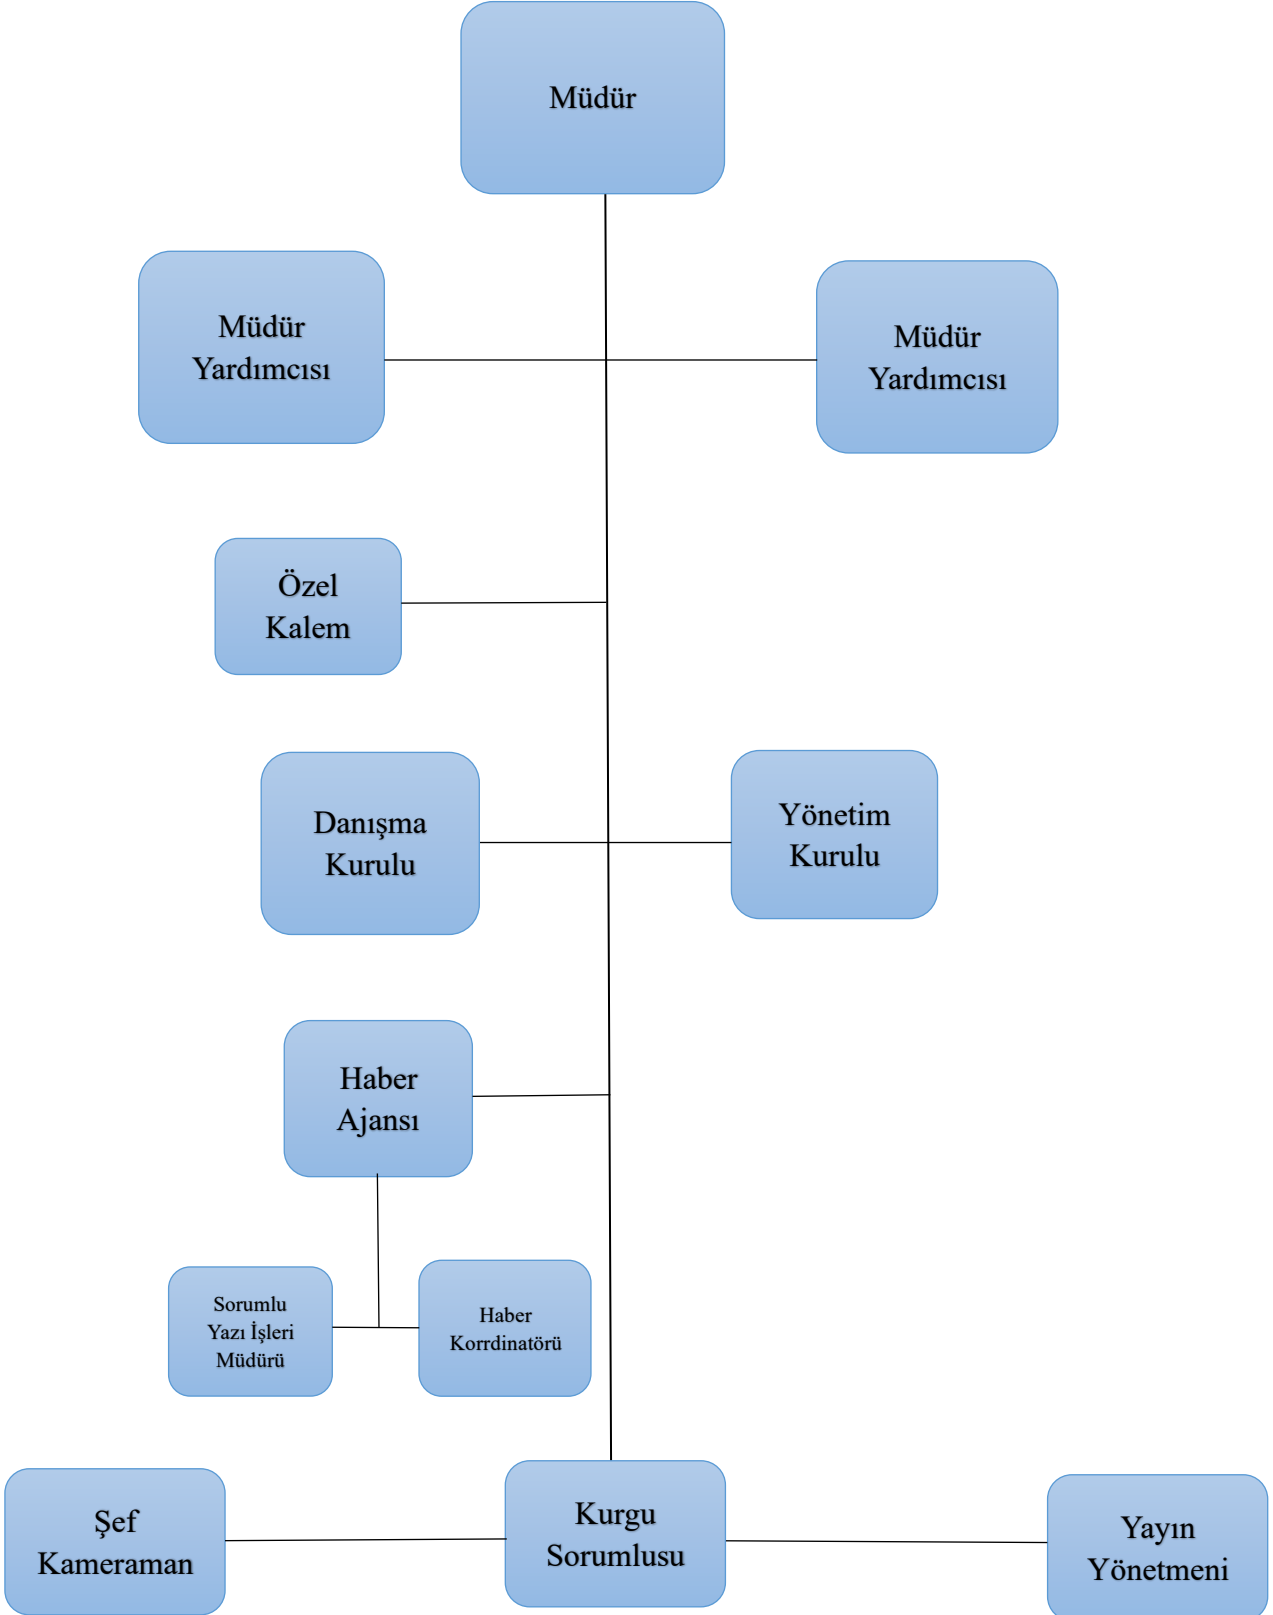 Müdür
Müdür
Yardımcısı
Müdür
Yardımcısı
Özel
Kalem
Danışma
Kurulu
Yönetim
Kurulu
Haber
Ajansı
Sorumlu
Yazı İşleri
Müdürü
Haber
Korrdinatörü
Şef
Kameraman
Kurgu
Sorumlusu
Yayın
Yönetmeni